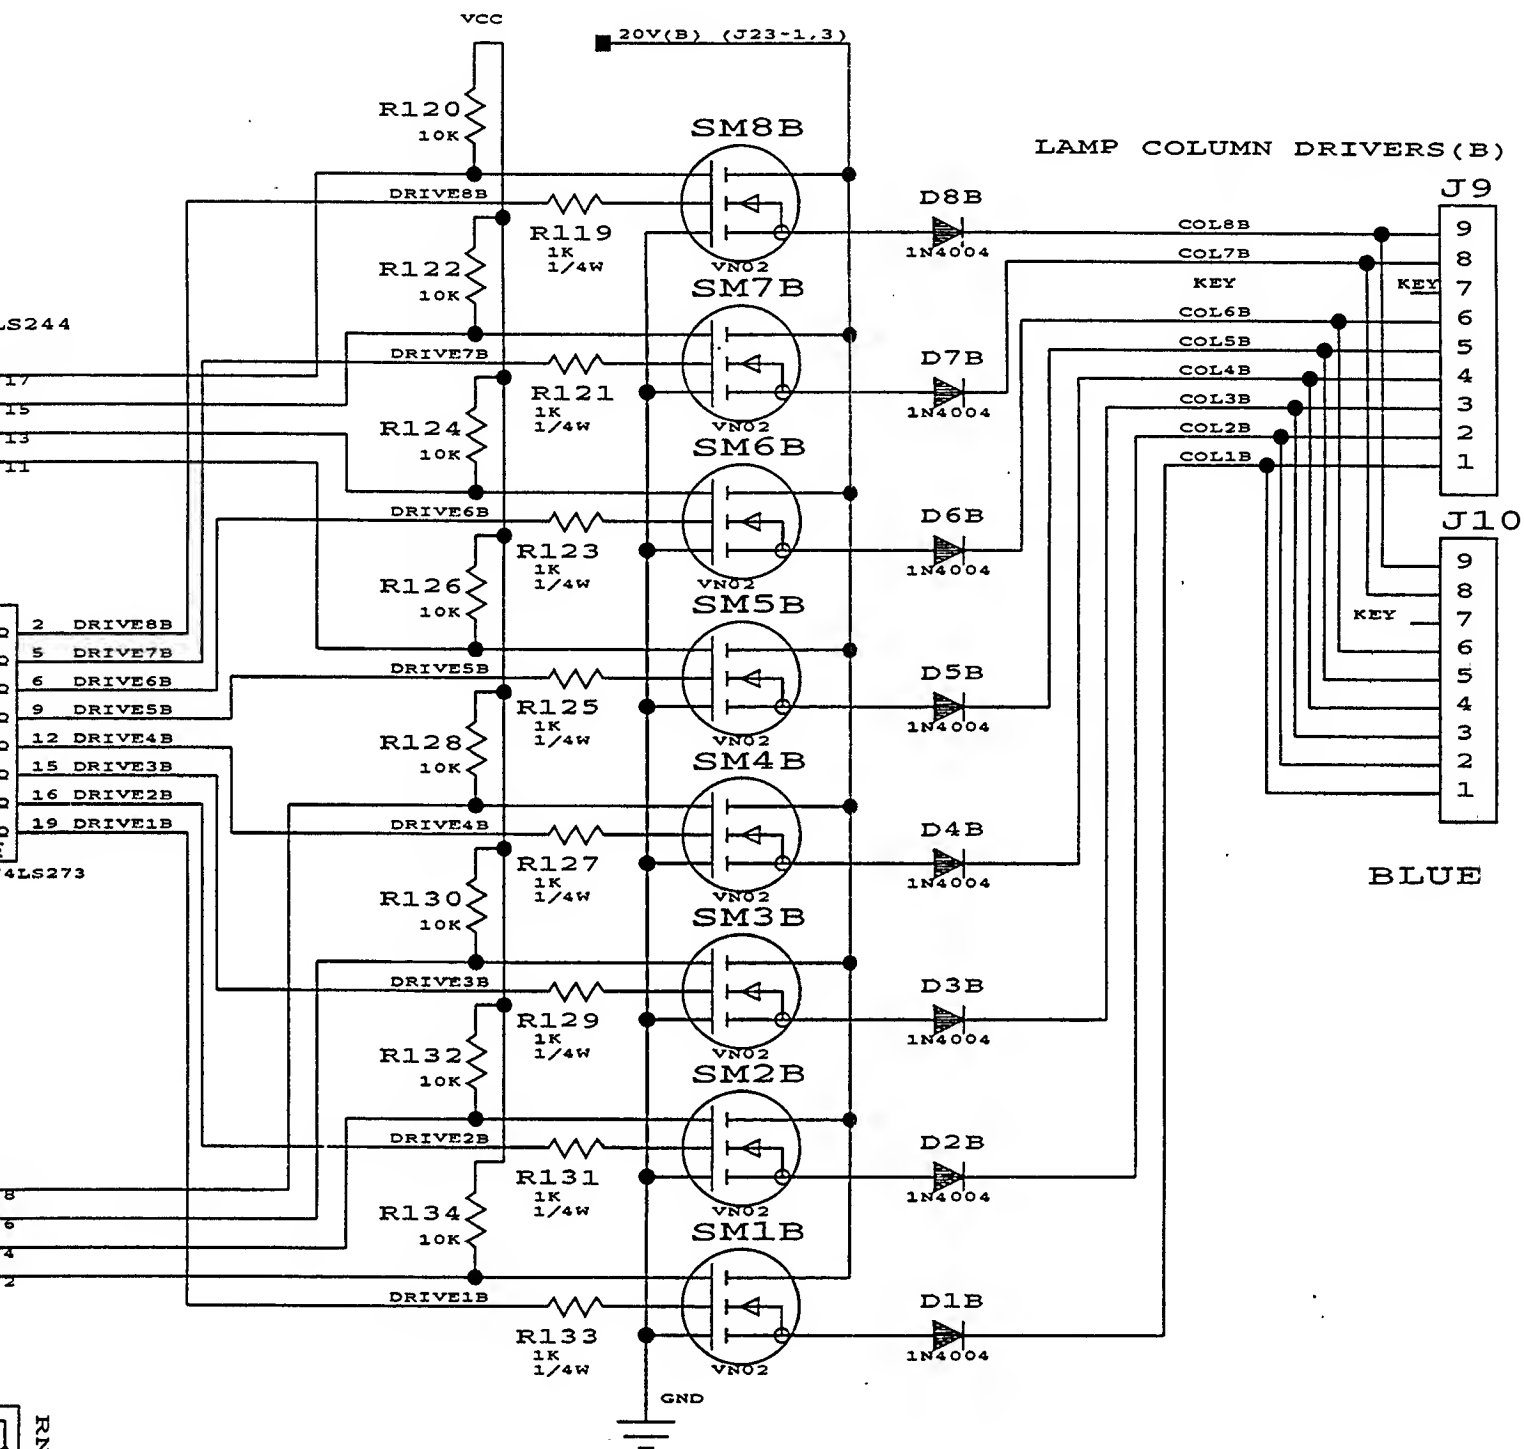 VCC
20V(B) (J23-1,3)
R120
10K
SM8B
LAMP COLUMN DRIVERS(B)
J9
DRIVE8B
R119
1K
1/4W
VN02
D8B
1N4004
COL8B
9
COL7B
8
KEY
KEY
7
COL6B
6
COL5B
5
COL4B
4
COL3B
3
COL2B
2
COL1B
1
R122
10K
SM7B
LS244
17
15
13
11
DRIVE7B
R121
1K
1/4W
VN02
D7B
1N4004
R124
10K
SM6B
DRIVE6B
R123
1K
1/4W
VN02
D6B
1N4004
J10
9
8
KEY
7
6
5
4
3
2
1
BLUE
R126
10K
SM5B
2 DRIVE8B
5 DRIVE7B
6 DRIVE6B
9 DRIVE5B
12 DRIVE4B
15 DRIVE3B
16 DRIVE2B
19 DRIVE1B
4LS273
DRIVE5B
R125
1K
1/4W
VN02
D5B
1N4004
R128
10K
SM4B
DRIVE4B
R127
1K
1/4W
VN02
D4B
1N4004
R130
10K
SM3B
DRIVE3B
R129
1K
1/4W
VN02
D3B
1N4004
R132
10K
SM2B
DRIVE2B
R131
1K
1/4W
VN02
D2B
1N4004
8
6
4
2
R134
10K
SM1B
DRIVE1B
R133
1K
1/4W
VN02
D1B
1N4004
GND
RN